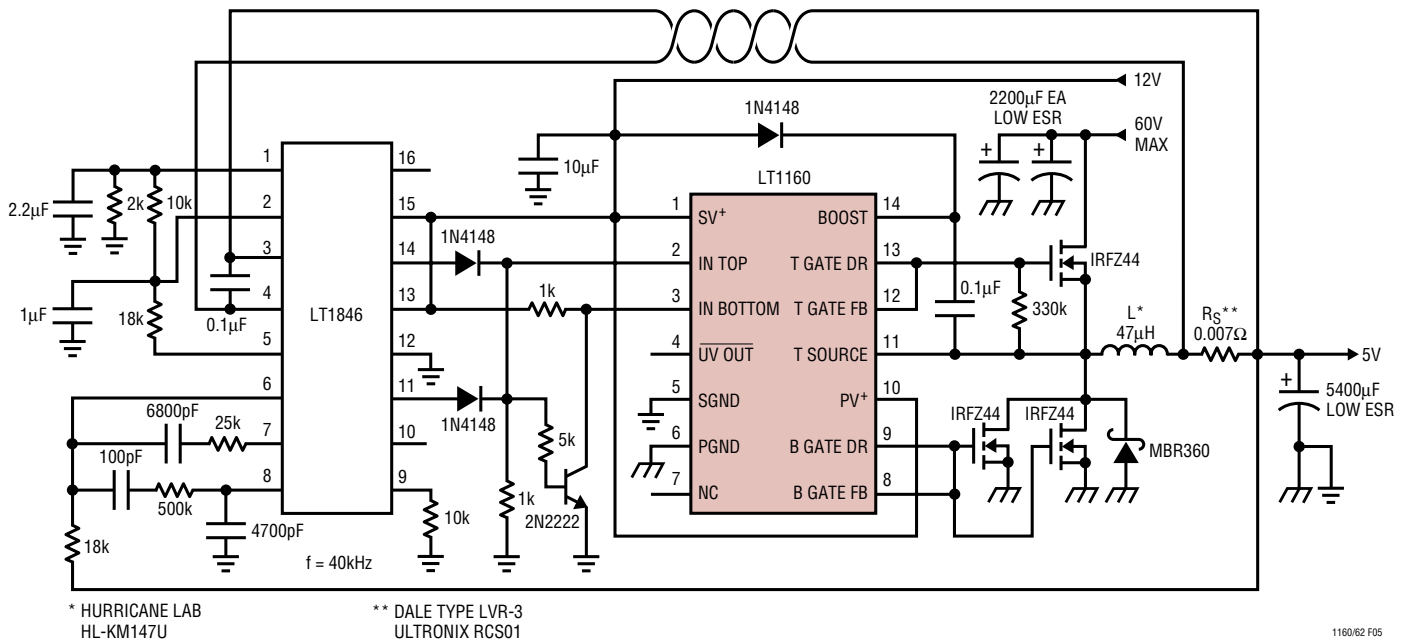 12V
1N4148
2200µF EA
LOW ESR
60V
MAX
10µF
LT1160
1
16
2.2µF
2k
10k
2
15
1
SV+
BOOST
14
1N4148
3
14
2
IN TOP
T GATE DR
13
IRFZ44
1k
0.1µF
330k
L*
47µH
RS**
0.007Ω
1µF
18k
0.1µF
4
LT1846
13
3
IN BOTTOM
T GATE FB
12
5
12
4
UV OUT
T SOURCE
11
5V
6
11
5
SGND
PV+
10
5400µF
LOW ESR
6800pF
25k
7
1N4148
10
5k
6
PGND
B GATE DR
9
IRFZ44
IRFZ44
MBR360
100pF
500k
8
9
7
NC
B GATE FB
8
1k
2N2222
10k
4700pF
18k
f = 40kHz
* HURRICANE LAB
HL-KM147U
** DALE TYPE LVR-3
ULTRONIX RCS01
1160/62 F05